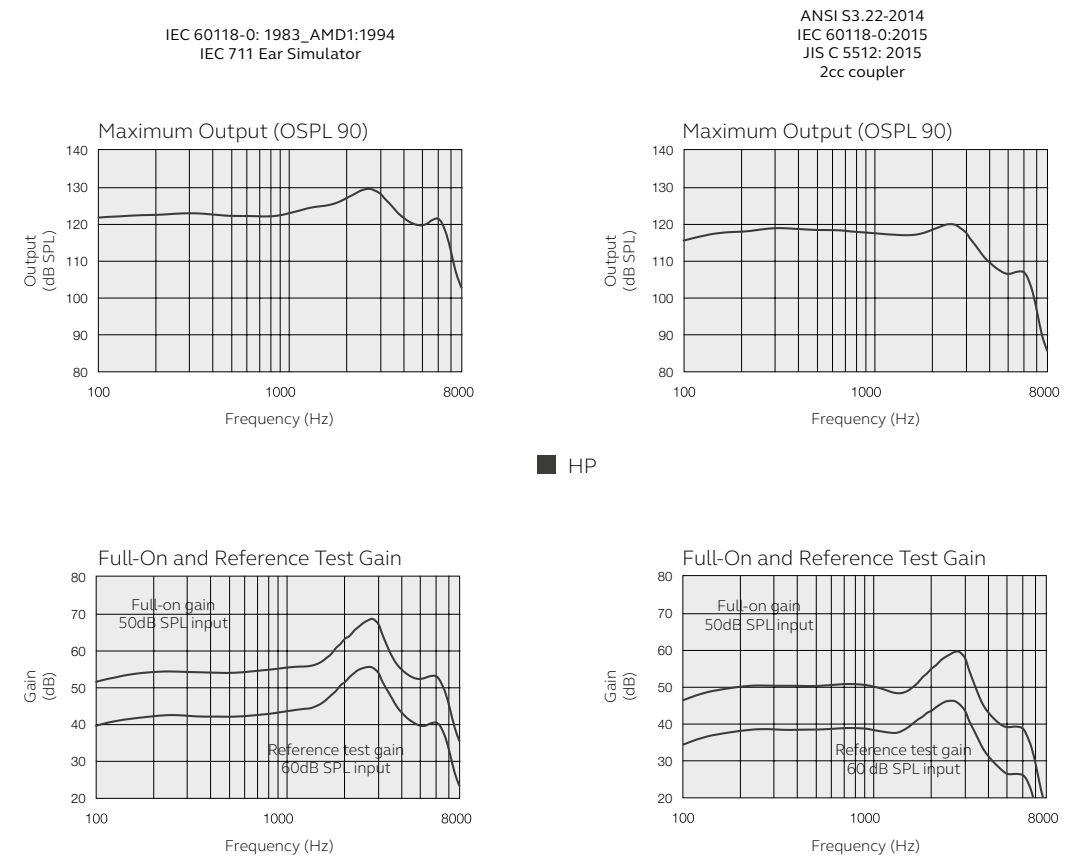 IEC 60118-0: 1983_AMD1:1994
IEC 711 Ear Simulator
ANSI S3.22-2014
IEC 60118-0:2015
JIS C 5512: 2015
2cc coupler
Maximum Output (OSPL 90)
140
130
120
110
100
90
80
Output
(dB SPL)
100
1000
8000
Frequency (Hz)
Maximum Output (OSPL 90)
140
130
120
110
100
90
80
Output
(dB SPL)
100
1000
8000
Frequency (Hz)
HP
Full-On and Reference Test Gain
80
70
60
50
40
30
20
Gain
(dB)
Full-on gain
50dB SPL input
Reference test gain
60dB SPL input
100
1000
8000
Frequency (Hz)
Full-On and Reference Test Gain
80
70
60
50
40
30
20
Gain
(dB)
Full-on gain
50dB SPL input
Reference test gain
60 dB SPL input
100
1000
8000
Frequency (Hz)